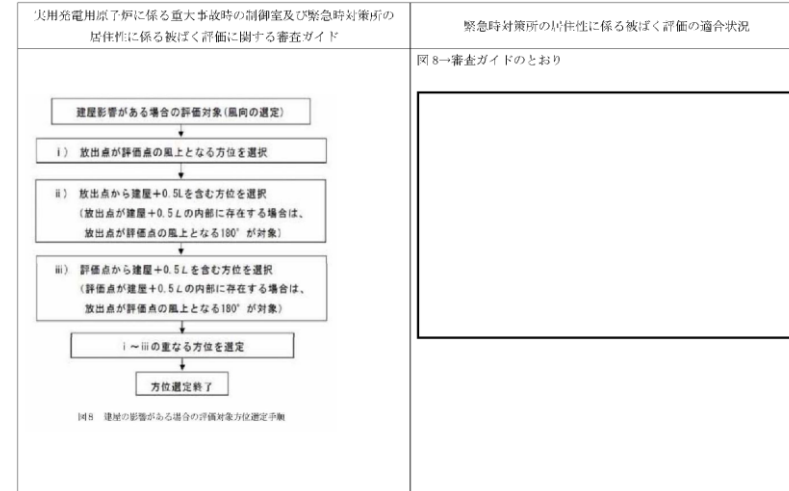 実用発電用原子炉に係る重大事故時の制御室及び緊急時対策所の
居住性に係る被ばく評価に関する審査ガイド
緊急時対策所の居住性に係る被ばく評価の適合状況
図8→審査ガイドのとおり
建屋影響がある場合の評価対象(風向の選定)
i) 放出点が評価点の風上となる方位を選択
ii) 放出点から建屋+0.5Lを含む方位を選択
(放出点が建屋+0.5Lの内部に存在する場合は、
放出点が評価点の風上となる180°が対象)
iii) 評価点から建屋+0.5Lを含む方位を選択
(評価点が建屋+0.5Lの内部に存在する場合は、
放出点が評価点の風上となる180°が対象)
i～iiiの重なる方位を選定
方位選定終了
図8 建屋の影響がある場合の評価対象方位選定手順